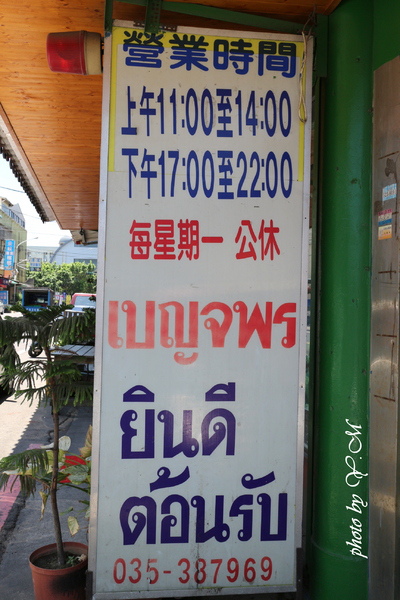 營業時間
上午11:00至14:00
下午17:00至22:00
每星期一 公休
เบญจพร
ยินดี
ต้อนรับ
035-387969
photo by Y.M